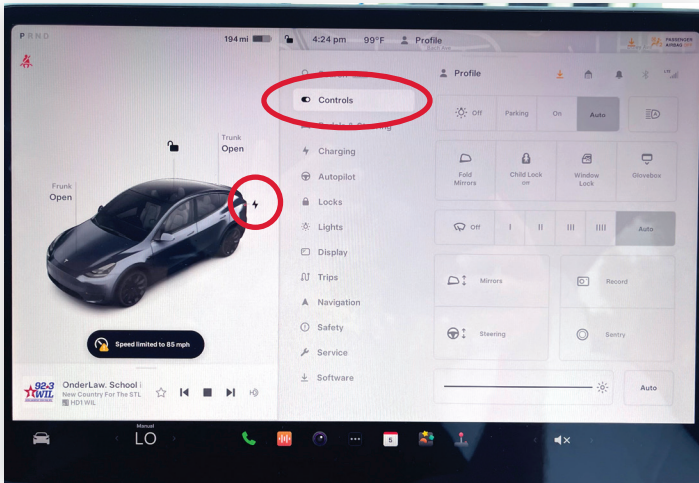 PRND
194 mi
4:24 pm
99°F
Profile
PASSENGER
AIRBAG OFF
Trunk
Open
Frunk
Open
Speed limited to 85 mph
92.3
WIL
OnderLaw. School i
New Country For The STL
HD1 WIL
Controls
Charging
Autopilot
Locks
Lights
Display
Trips
Navigation
Safety
Service
Software
Profile
LTE
Off
Parking
On
Auto
Fold
Mirrors
Child Lock
Off
Window
Lock
Glovebox
Off
I
II
III
IIII
Auto
Mirrors
Record
Steering
Sentry
Auto
Manual
LO
5